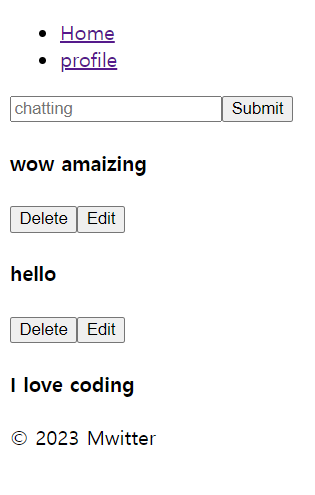 Home
profile
chatting Submit
wow amaizing
Delete Edit
hello
Delete Edit
I love coding
© 2023 Mwitter